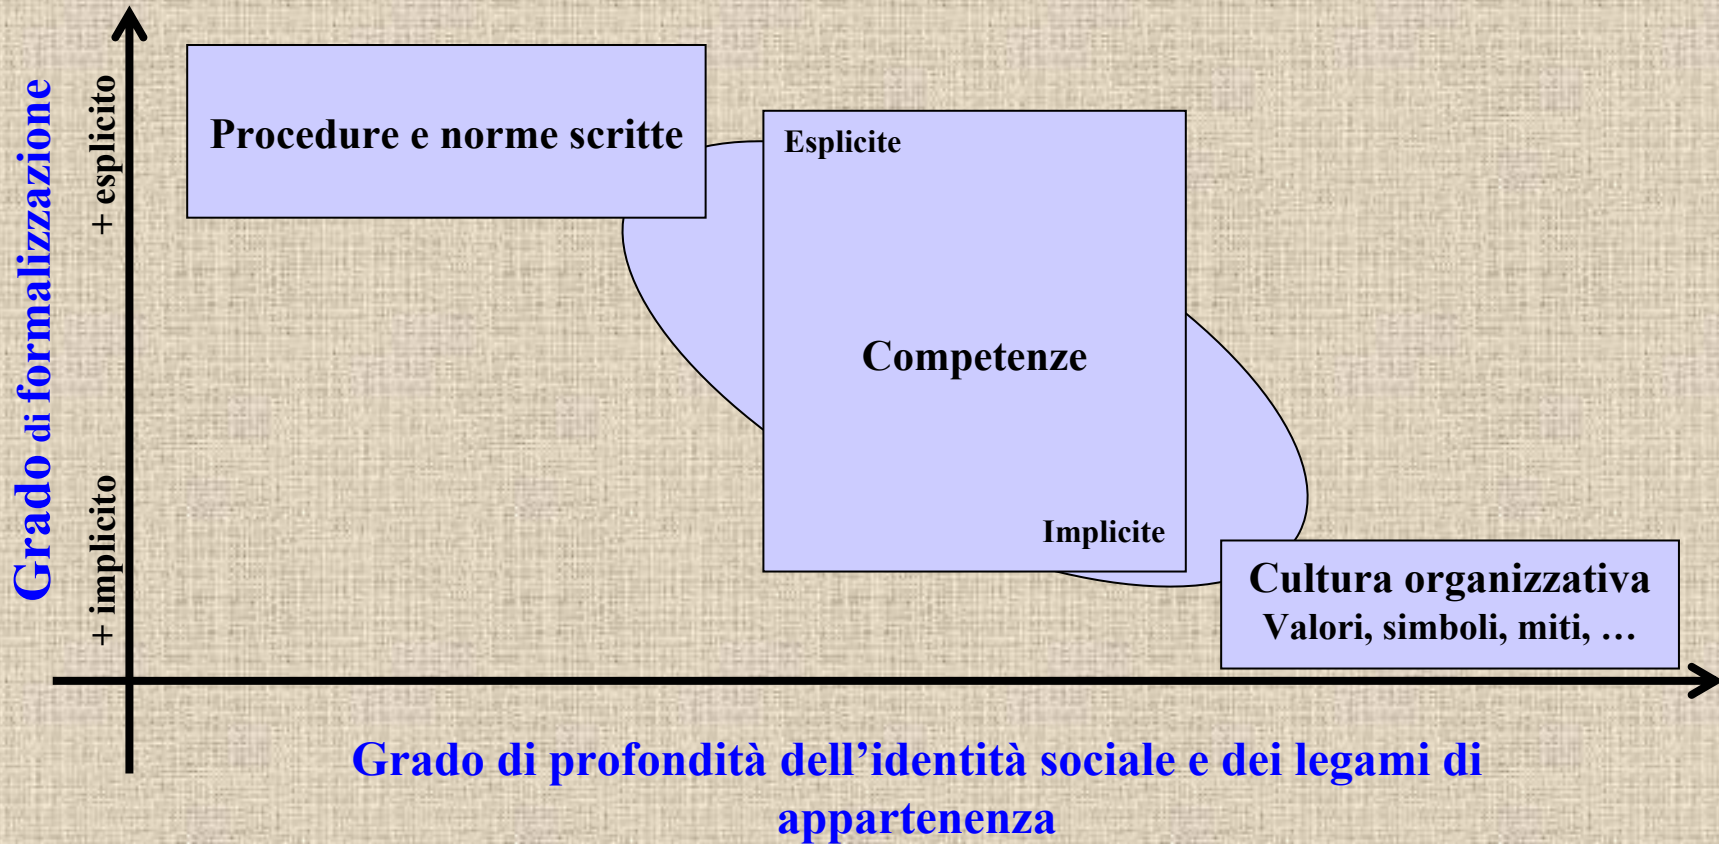 Grado di formalizzazione
+ esplicito
+ implicito
Procedure e norme scritte
Esplicite
Competenze
Implicite
Cultura organizzativa
Valori, simboli, miti, …
Grado di profondità dell’identità sociale e dei legami di
appartenenza